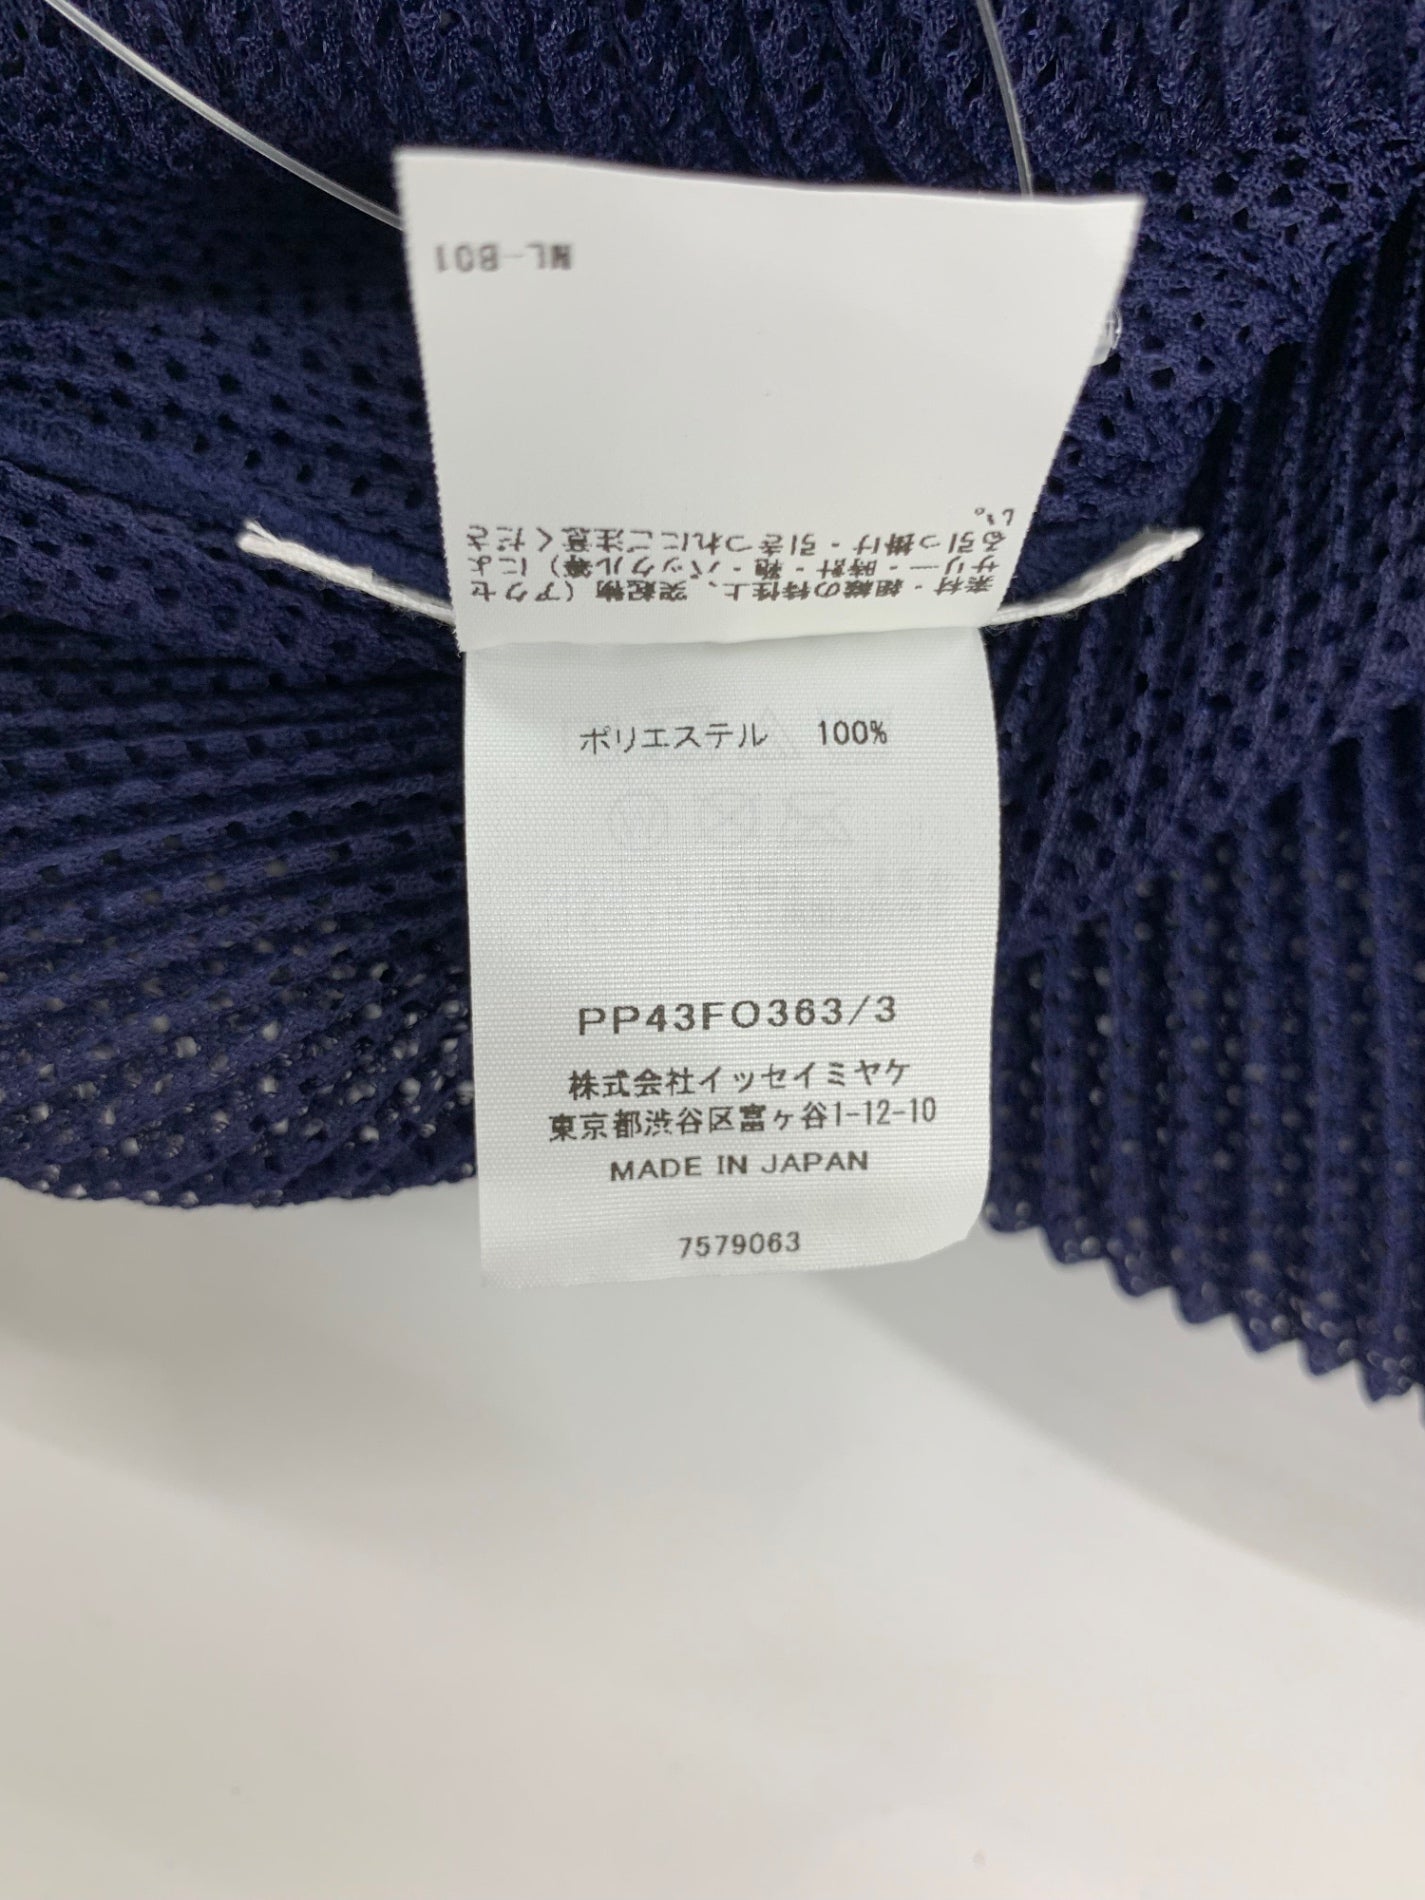 NL-B01
素材・組織の特性上、突起物（アクセ
サリー・時計・鞄・バックル等）によ
る引っ掛け・引きつれにご注意くださ
い。
ポリエステル 100%
PP43FO363/3
株式会社イッセイミヤケ
東京都渋谷区富ヶ谷1-12-10
MADE IN JAPAN
7579063